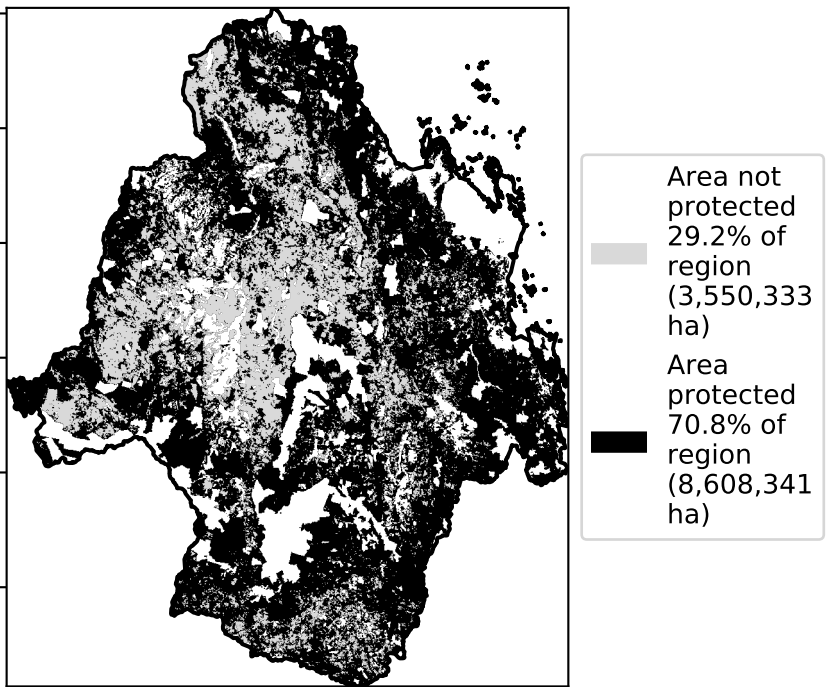 Area not
protected
29.2% of
region
(3,550,333
ha)
Area
protected
70.8% of
region
(8,608,341
ha)